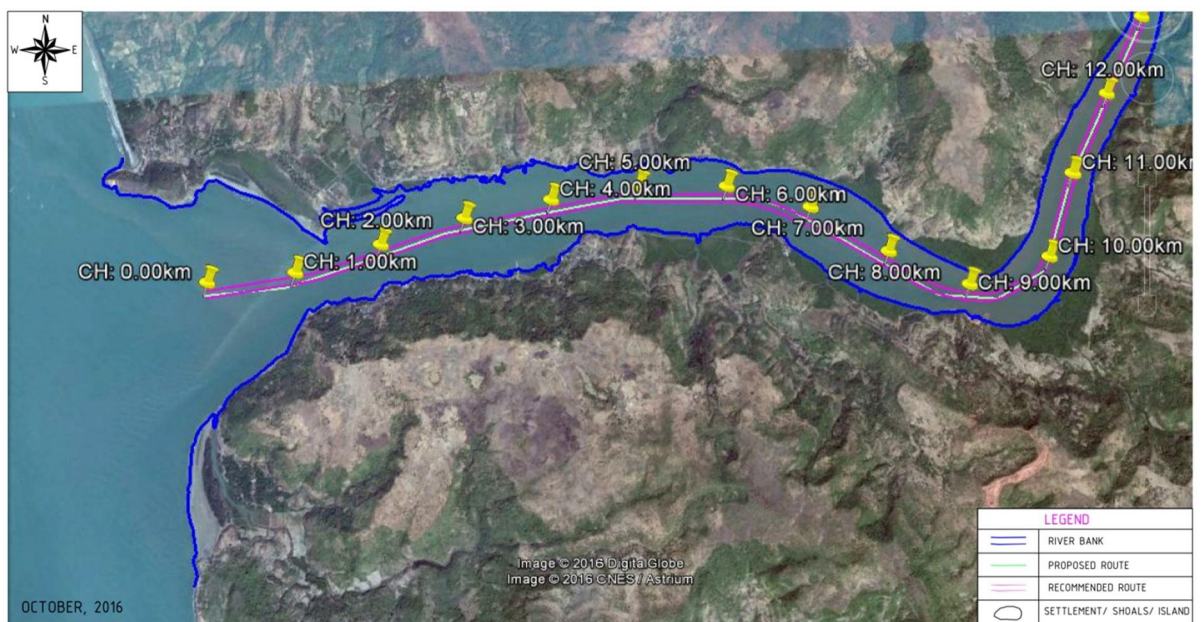 N
W E
S
CH: 0.00km
CH: 1.00km
CH: 2.00km
CH: 3.00km
CH: 4.00km
CH: 5.00km
CH: 6.00km
CH: 7.00km
CH: 8.00km
CH: 9.00km
CH: 10.00km
CH: 11.00k
CH: 12.00km
Image © 2016 DigitalGlobe
Image © 2016 CNES / Astrium
OCTOBER, 2016
LEGEND
RIVER BANK
PROPOSED ROUTE
RECOMMENDED ROUTE
SETTLEMENT/ SHOALS/ ISLAND